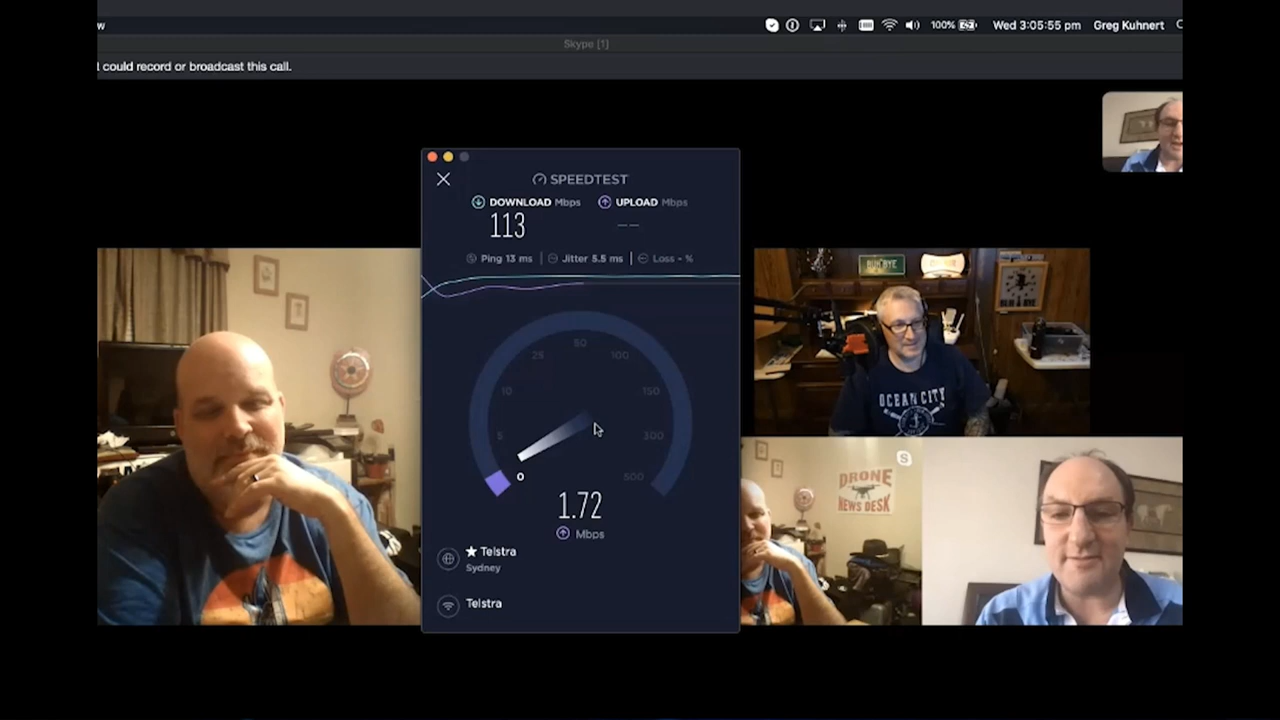 w
100%
Wed 3:05:55 pm
Greg Kuhnert
Skype [1]
could record or broadcast this call.
SPEEDTEST
DOWNLOAD Mbps
UPLOAD Mbps
113
Ping 13 ms
Jitter 5.5 ms
Loss - %
0
5
10
25
50
100
150
300
500
1.72
Mbps
Telstra
Sydney
Telstra
OCEAN CITY
S
DRONE
NEWS DESK